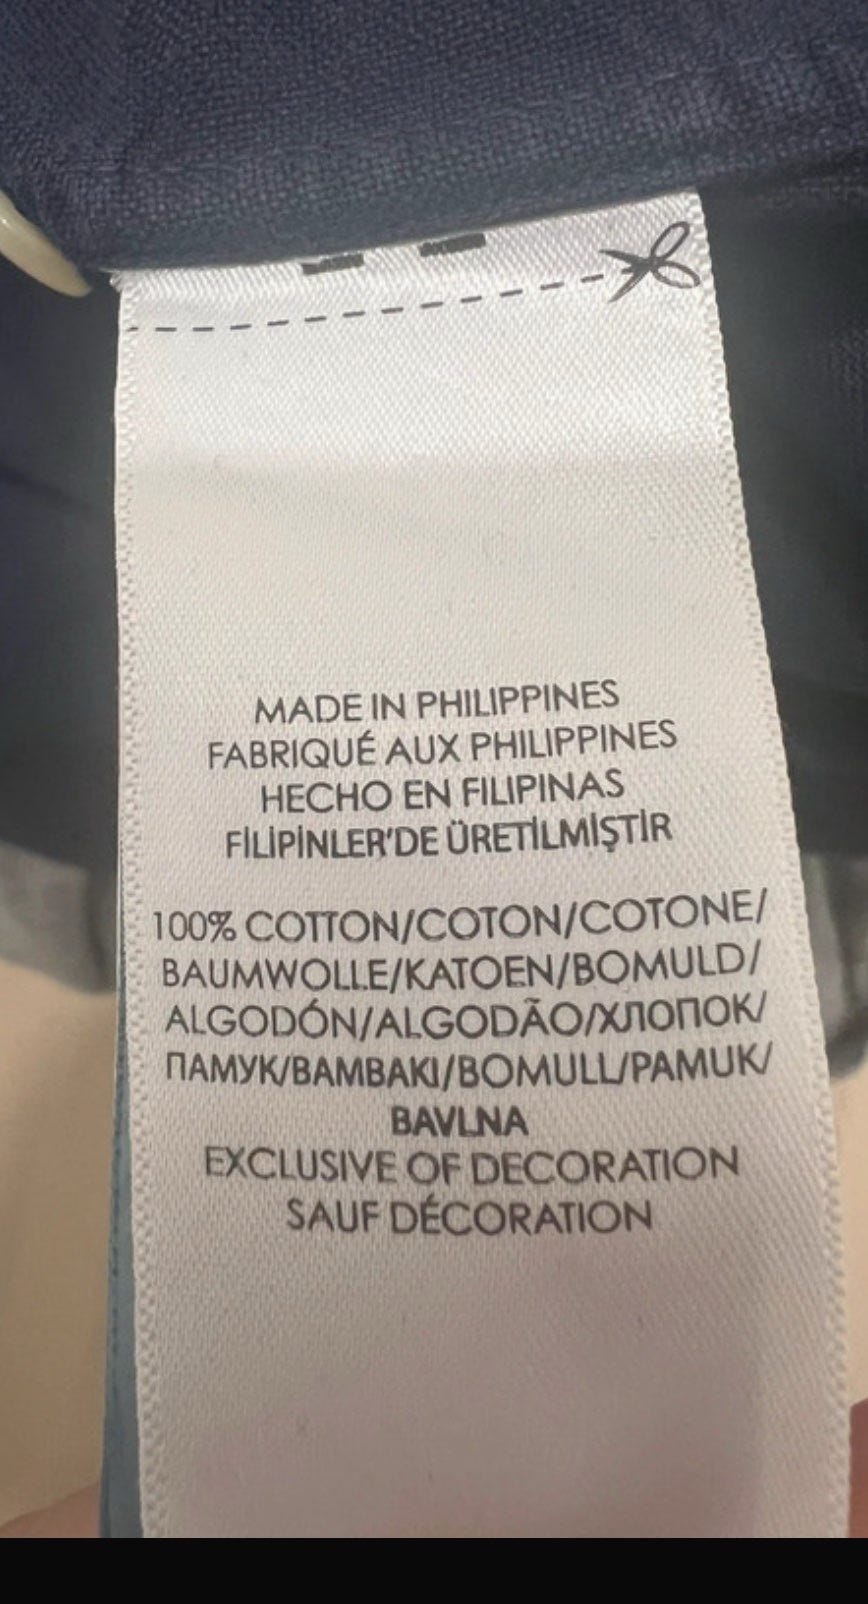 MADE IN PHILIPPINES
FABRIQUÉ AUX PHILIPPINES
HECHO EN FILIPINAS
FİLİPİNLER'DE ÜRETİLMİŞTİR
100% COTTON/COTON/COTONE/
BAUMWOLLE/KATOEN/BOMULD/
ALGODÓN/ALGODÃO/ХЛОПОК/
ПАМУК/ΒΑΜΒΑΚΙ/BOMULL/PAMUK/
BAVLNA
EXCLUSIVE OF DECORATION
SAUF DÉCORATION